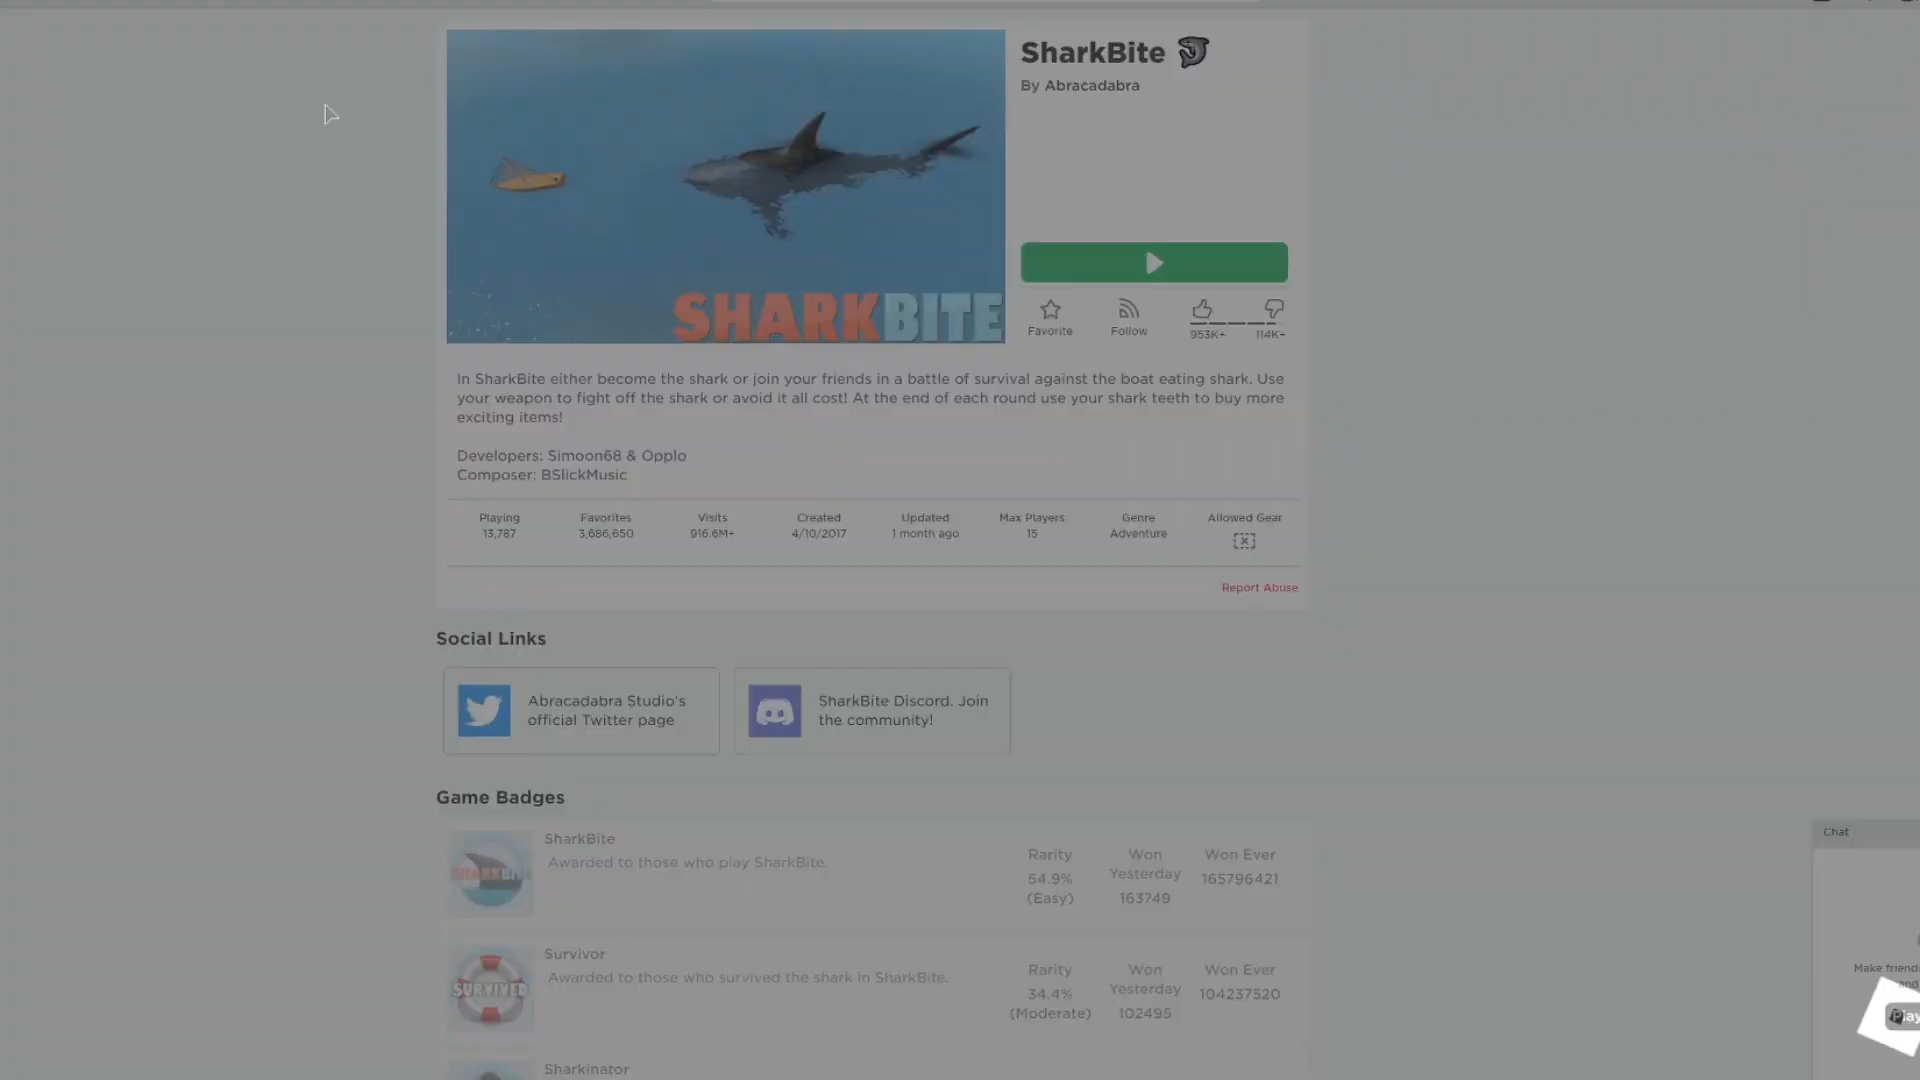 SharkBite
By Abracadabra
SHARKBITE
Favorite
Follow
953K+
114K+
In SharkBite either become the shark or join your friends in a battle of survival against the boat eating shark. Use
your weapon to fight off the shark or avoid it all cost! At the end of each round use your shark teeth to buy more
exciting items!
Developers: Simoon68 & Opplo
Composer: BSlickMusic
Playing Favorites Visits Created Updated Max Players Genre Allowed Gear
13,787 3,686,650 916.6M+ 4/10/2017 1 month ago 15 Adventure
Report Abuse
Social Links
Abracadabra Studio's
official Twitter page
SharkBite Discord. Join
the community!
Game Badges
SHARKBITE
SharkBite
Awarded to those who play SharkBite.
Rarity
54.9%
(Easy)
Won
Yesterday
163749
Won Ever
165796421
SURVIVED
Survivor
Awarded to those who survived the shark in SharkBite.
Rarity
34.4%
(Moderate)
Won
Yesterday
102495
Won Ever
104237520
Sharkinator
Chat
Make friend
and
Play